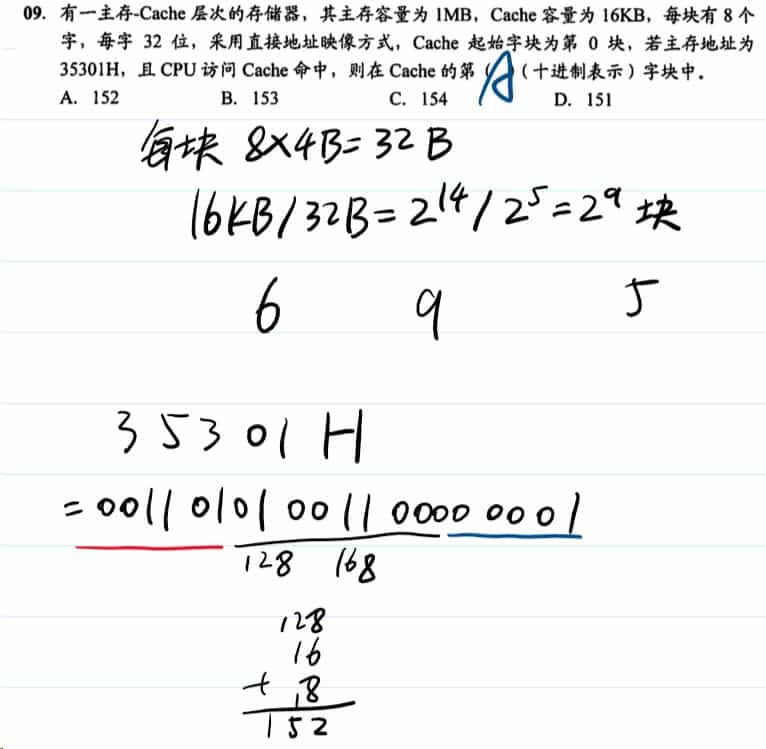 09. 有一主存-Cache 层次的存储器，其主存容量为 1MB，Cache 容量为 16KB，每块有 8 个
字，每字 32 位，采用直接地址映像方式，Cache 起始字块为第 0 块，若主存地址为
35301H，且 CPU 访问 Cache 命中，则在 Cache 的第（A）（十进制表示）字块中。
A. 152 B. 153 C. 154 D. 151
每块 8×4B=32B
16KB/32B=2^14/2^5=2^9 块
6 9 5
35301H
=0011 0101 0011 0000 0001
128 168
128
16
+ 8
152